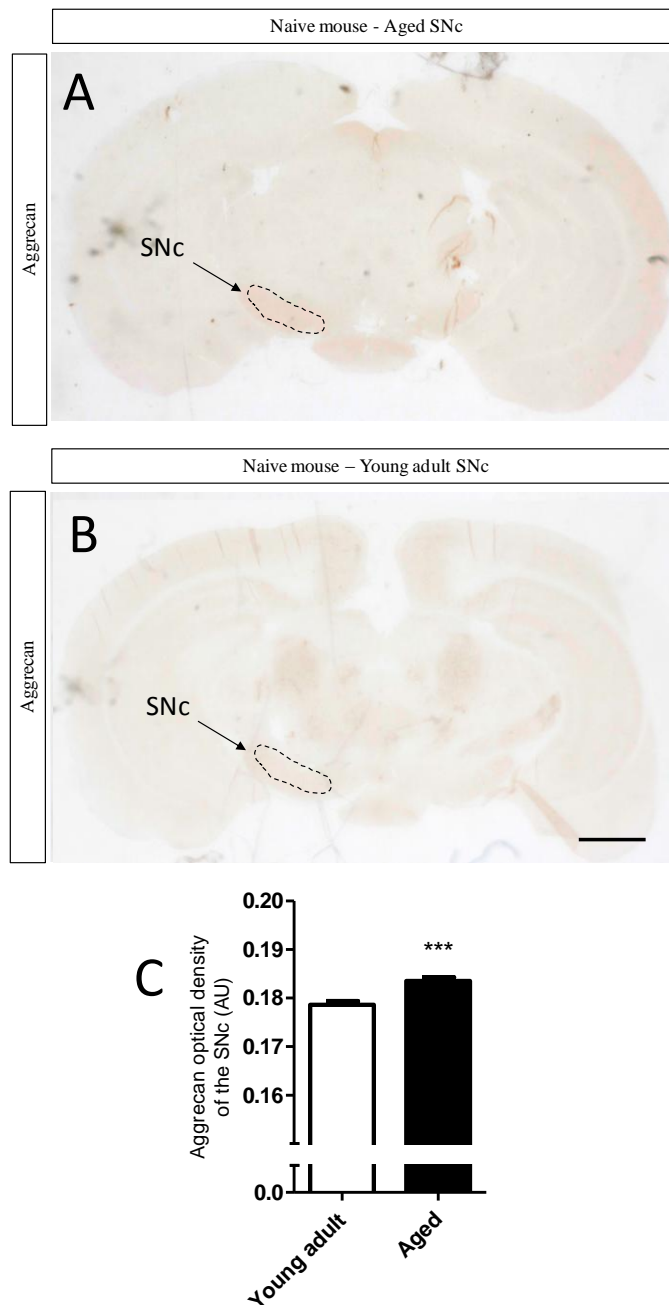 Naive mouse - Aged SNc
Aggrecan
A
SNc
Naive mouse – Young adult SNc
Aggrecan
B
SNc
C
Aggrecan optical density
of the SNc (AU)
0.20
0.19
0.18
0.17
0.16
0.0
***
Young adult
Aged